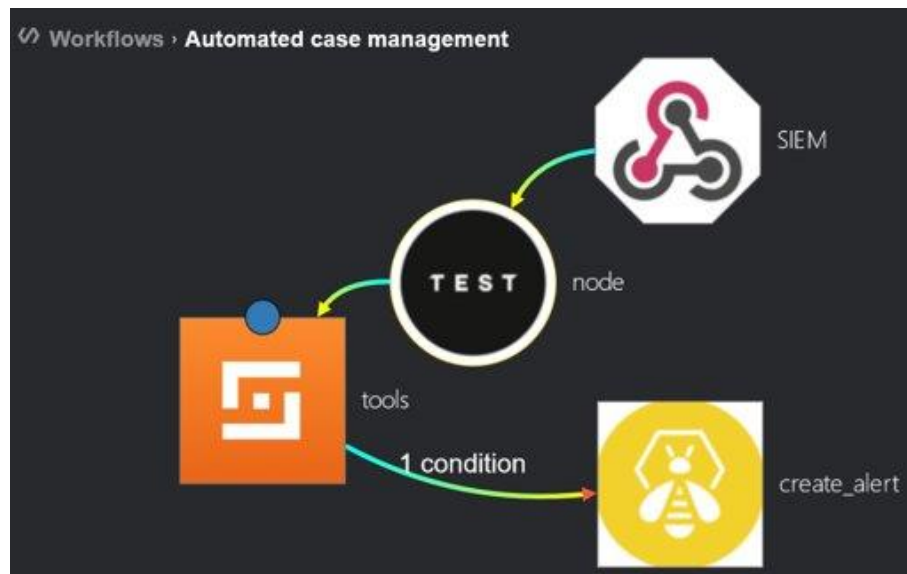 Workflows › Automated case management
SIEM
TEST
node
tools
1 condition
create_alert